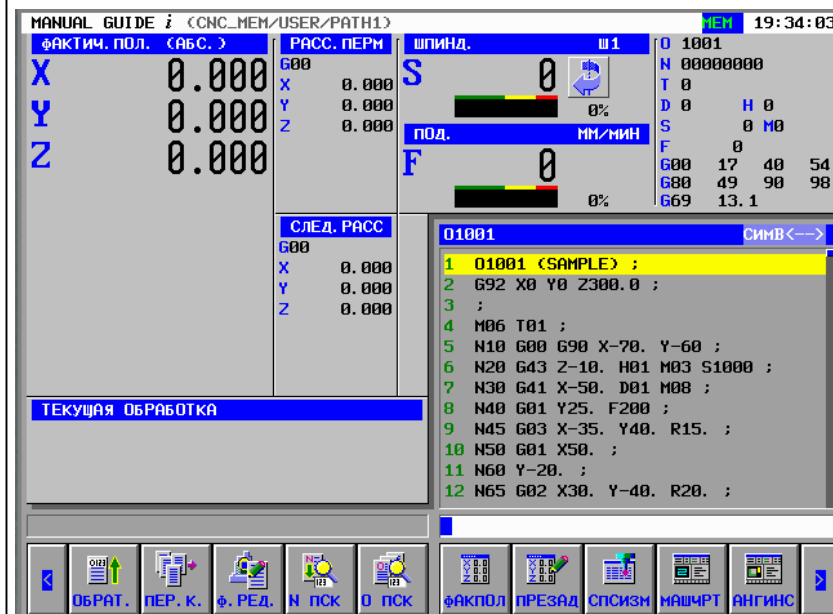 MANUAL GUIDE i (CNC_MEM/USER/PATH1) MEM 19:34:03
ФАКТИЧ. ПОЛ. (АБС.)
X 0.000
Y 0.000
Z 0.000
РАСС. ПЕРМ
G00
X 0.000
Y 0.000
Z 0.000
ШПИНД. Ш1
S 0
0%
ПОД. ММ/МИН
F 0
0%
O 1001
N 00000000
T 0
D 0 H 0
S 0 M0
F 0
G00 17 40 54
G80 49 90 98
G69 13.1
СЛЕД. РАСС
G00
X 0.000
Y 0.000
Z 0.000
ТЕКУЩАЯ ОБРАБОТКА
O1001 СИМВ<-->
1 O1001 (SAMPLE) ;
2 G92 X0 Y0 Z300.0 ;
3 ;
4 M06 T01 ;
5 N10 G00 G90 X-70. Y-60 ;
6 N20 G43 Z-10. H01 M03 S1000 ;
7 N30 G41 X-50. D01 M08 ;
8 N40 G01 Y25. F200 ;
9 N45 G03 X-35. Y40. R15. ;
10 N50 G01 X50. ;
11 N60 Y-20. ;
12 N65 G02 X30. Y-40. R20. ;
< ОБРАТ. ПЕР. К. Ф. РЕД. N ПСК O ПСК ФАКПОЛ ПРЕЗАД СПСИЗМ МАШЧРТ АНГИНС >